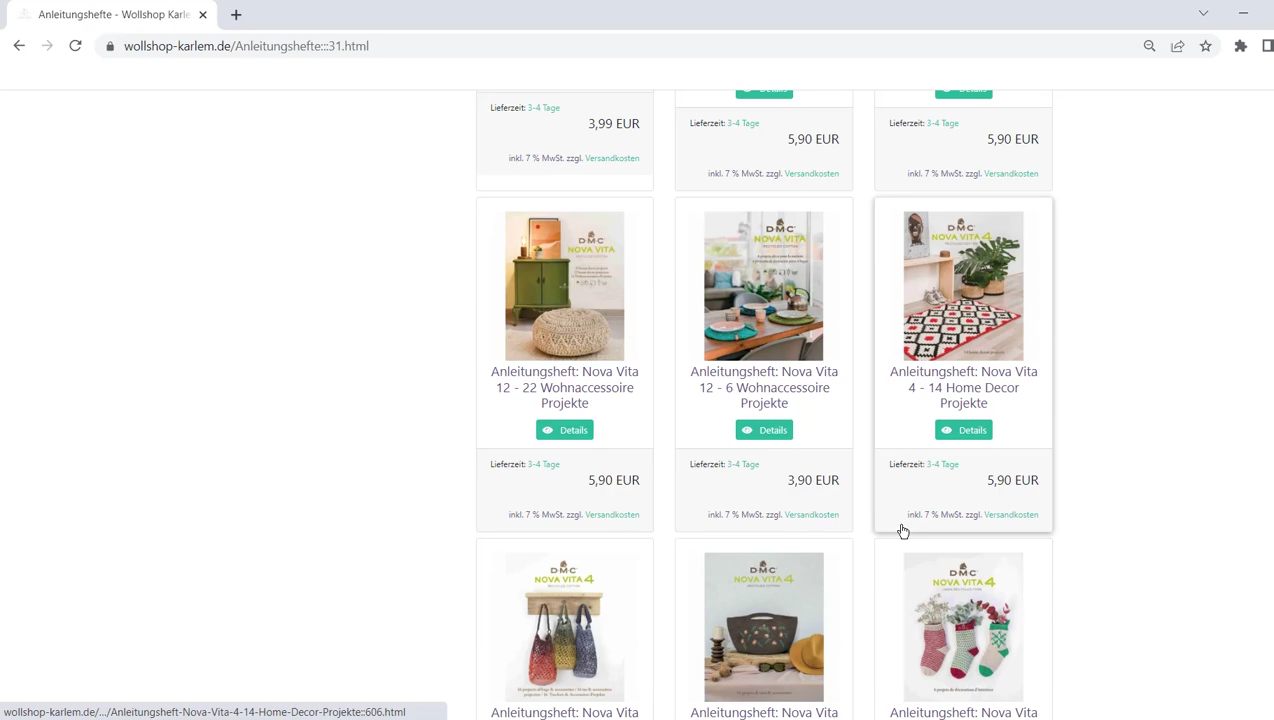 Anleitungshefte - Wollshop Karle
wollshop-karlem.de/Anleitungshefte:::31.html
Details
Details
Lieferzeit: 3-4 Tage
3,99 EUR
inkl. 7 % MwSt. zzgl. Versandkosten
Lieferzeit: 3-4 Tage
5,90 EUR
inkl. 7 % MwSt. zzgl. Versandkosten
Lieferzeit: 3-4 Tage
5,90 EUR
inkl. 7 % MwSt. zzgl. Versandkosten
DMC
NOVA VITA
Anleitungsheft: Nova Vita
12 - 22 Wohnaccessoire
Projekte
Details
Lieferzeit: 3-4 Tage
5,90 EUR
inkl. 7 % MwSt. zzgl. Versandkosten
DMC
NOVA VITA
Anleitungsheft: Nova Vita
12 - 6 Wohnaccessoire
Projekte
Details
Lieferzeit: 3-4 Tage
3,90 EUR
inkl. 7 % MwSt. zzgl. Versandkosten
DMC
NOVA VITA 4
Anleitungsheft: Nova Vita
4 - 14 Home Decor
Projekte
Details
Lieferzeit: 3-4 Tage
5,90 EUR
inkl. 7 % MwSt. zzgl. Versandkosten
DMC
NOVA VITA 4
Anleitungsheft: Nova Vita
DMC
NOVA VITA 4
Anleitungsheft: Nova Vita
DMC
NOVA VITA 4
Anleitungsheft: Nova Vita
wollshop-karlem.de/.../Anleitungsheft-Nova-Vita-4-14-Home-Decor-Projekte::606.html